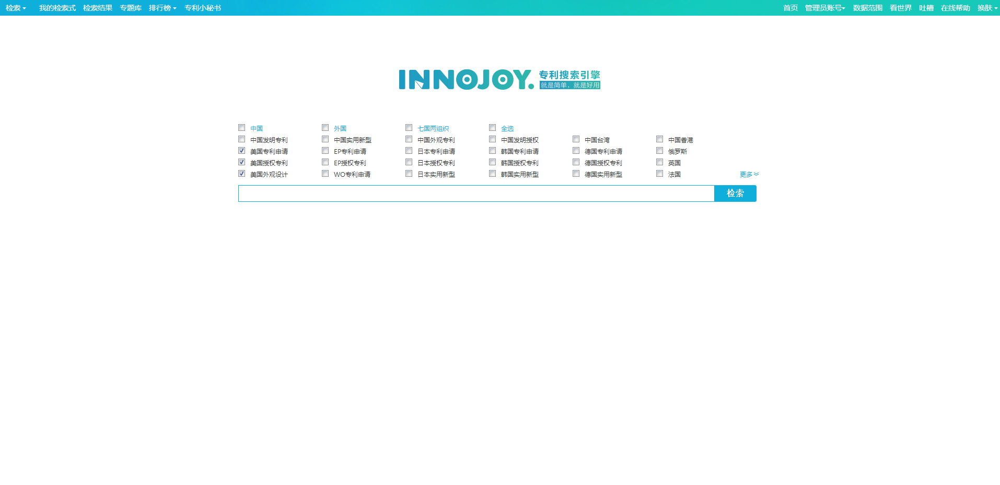 检索 我的检索式 检索结果 专题库 排行榜 专利小秘书 首页 管理员账号 数据范围 看世界 吐槽 在线帮助 换肤
INNOJOY. 专利搜索引擎
就是简单，就是好用
中国 外国 七国两组织 全选
中国发明专利 中国实用新型 中国外观专利 中国发明授权 中国台湾 中国香港
美国专利申请 EP专利申请 日本专利申请 韩国专利申请 德国专利申请 俄罗斯
美国授权专利 EP授权专利 日本授权专利 韩国授权专利 德国授权专利 英国
美国外观设计 WO专利申请 日本实用新型 韩国实用新型 德国实用新型 法国 更多
检索